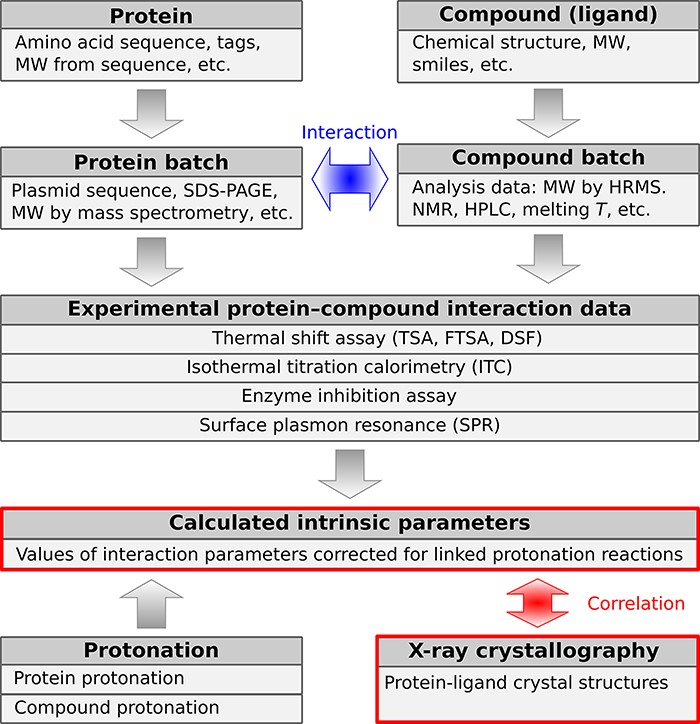 Protein
Amino acid sequence, tags,
MW from sequence, etc.
Compound (ligand)
Chemical structure, MW,
smiles, etc.
Interaction
Protein batch
Plasmid sequence, SDS-PAGE,
MW by mass spectrometry, etc.
Compound batch
Analysis data: MW by HRMS.
NMR, HPLC, melting T, etc.
Experimental protein–compound interaction data
Thermal shift assay (TSA, FTSA, DSF)
Isothermal titration calorimetry (ITC)
Enzyme inhibition assay
Surface plasmon resonance (SPR)
Calculated intrinsic parameters
Values of interaction parameters corrected for linked protonation reactions
Correlation
Protonation
Protein protonation
Compound protonation
X-ray crystallography
Protein-ligand crystal structures